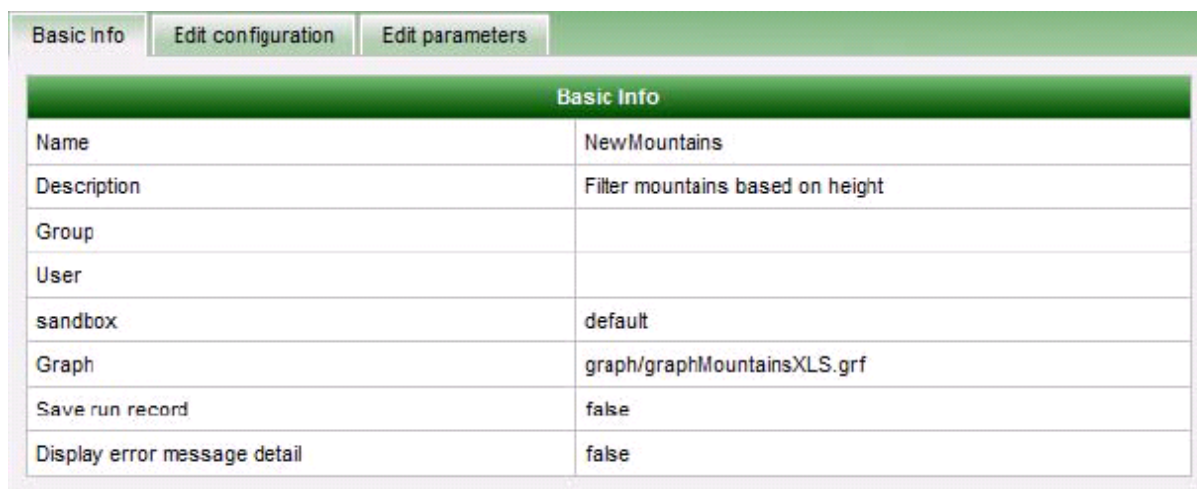 Basic Info Edit configuration Edit parameters
Basic Info
Name NewMountains
Description Filter mountains based on height
Group
User
sandbox default
Graph graph/graphMountainsXLS.grf
Save run record false
Display error message detail false